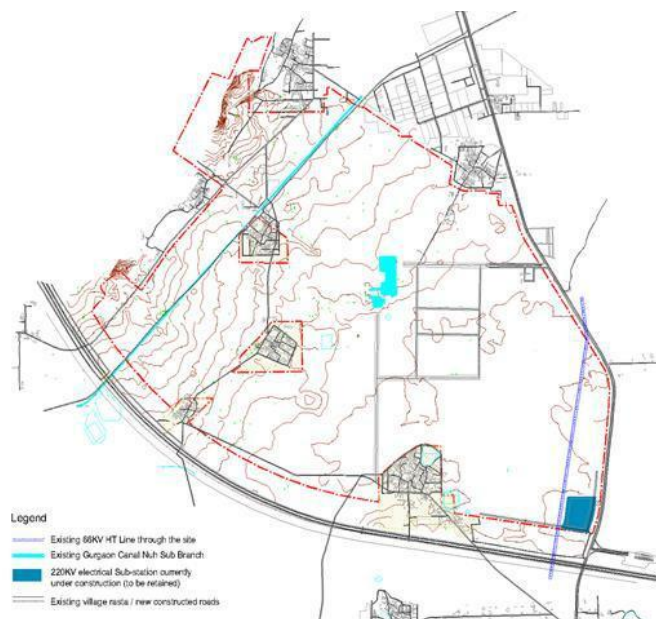 Legend
Existing 66KV HT Line through the site
Existing Gurgaon Canal Nuh Sub Branch
220KV electrical Sub-station currently
under construction (to be retained)
Existing village rasta / new constructed roads